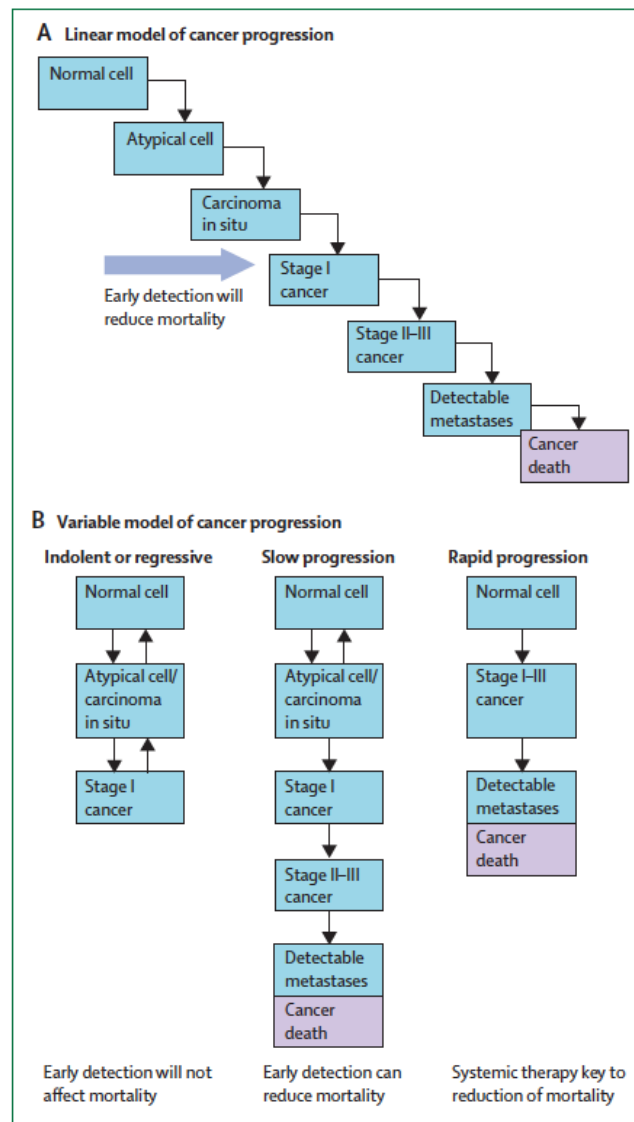 A Linear model of cancer progression
Normal cell
Atypical cell
Carcinoma
in situ
Early detection will
reduce mortality
Stage I
cancer
Stage II–III
cancer
Detectable
metastases
Cancer
death
B Variable model of cancer progression
Indolent or regressive
Normal cell
Atypical cell/
carcinoma
in situ
Stage I
cancer
Early detection will not
affect mortality
Slow progression
Normal cell
Atypical cell/
carcinoma
in situ
Stage I
cancer
Stage II–III
cancer
Detectable
metastases
Cancer
death
Early detection can
reduce mortality
Rapid progression
Normal cell
Stage I–III
cancer
Detectable
metastases
Cancer
death
Systemic therapy key to
reduction of mortality